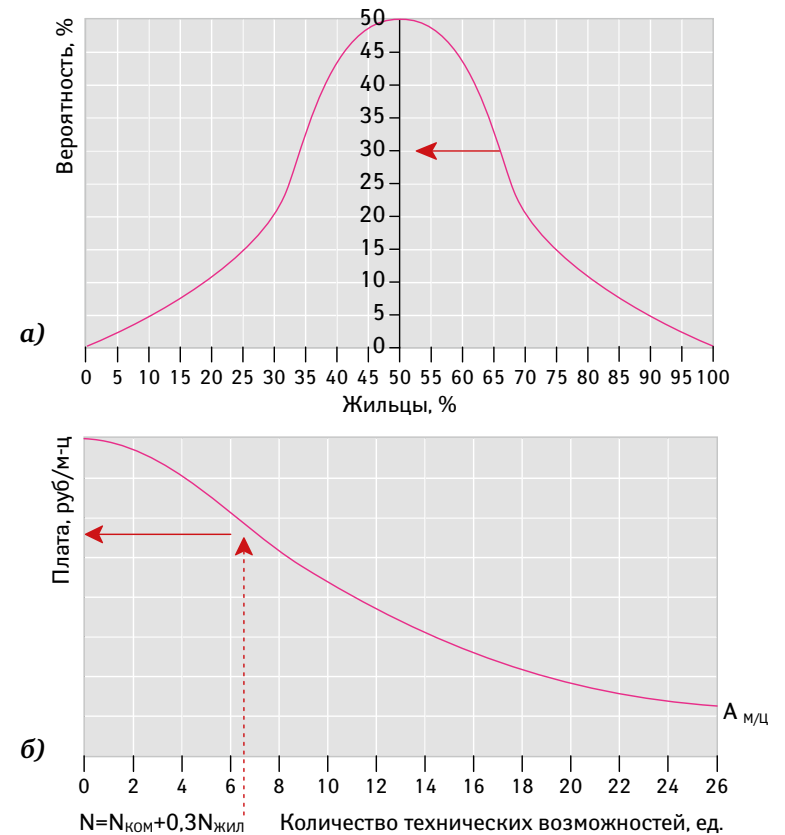 Вероятность, %
50
45
40
35
30
25
20
15
10
5
0
а)
0 5 10 15 20 25 30 35 40 45 50 55 60 65 70 75 80 85 90 95 100
Жильцы, %
Плата, руб/м-ц
А м/ц
б)
0 2 4 6 8 10 12 14 16 18 20 22 24 26
N=Nком+0,3Nжил Количество технических возможностей, ед.